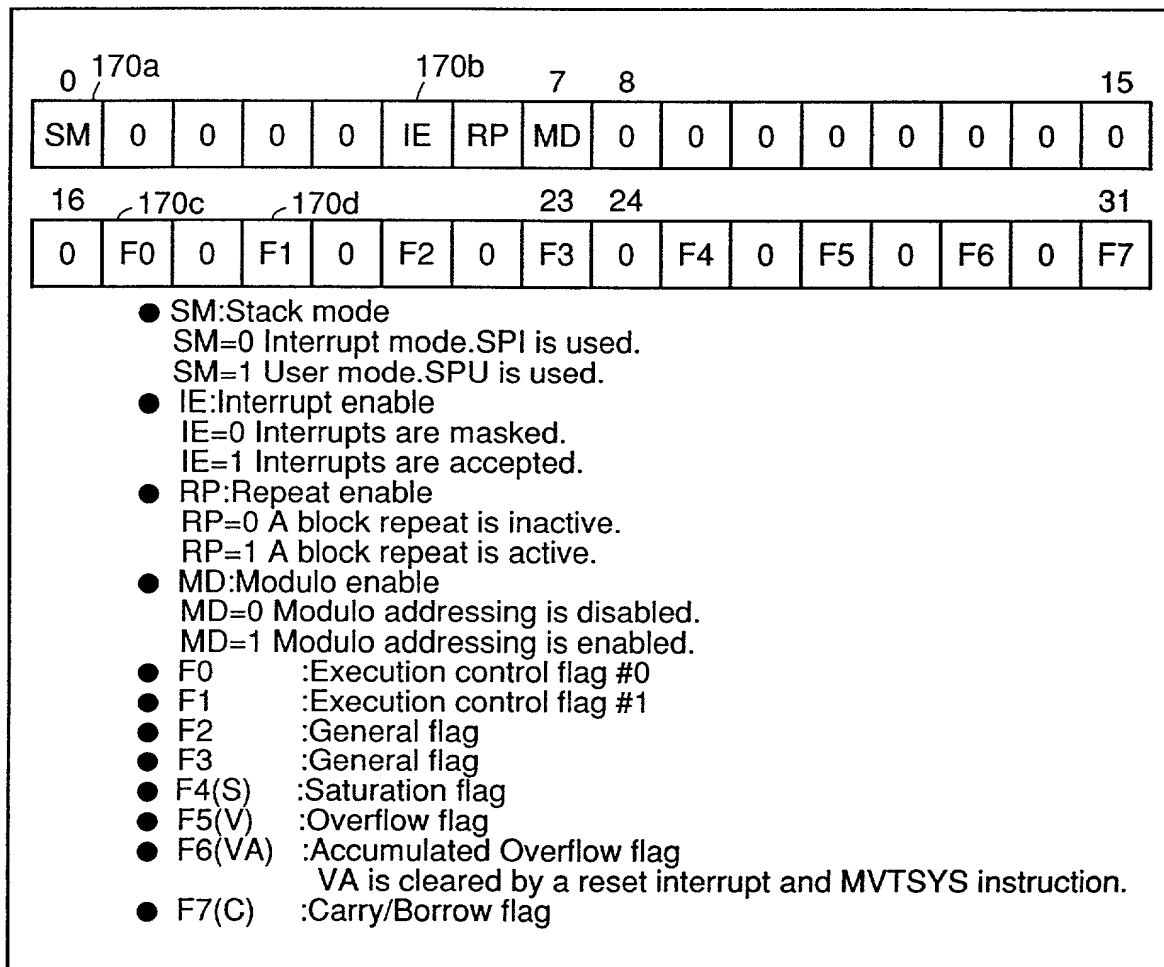 0 170a 170b 7 8 15
SM 0 0 0 0 IE RP MD 0 0 0 0 0 0 0 0
16 170c 170d 23 24 31
0 F0 0 F1 0 F2 0 F3 0 F4 0 F5 0 F6 0 F7
● SM:Stack mode
SM=0 Interrupt mode.SPI is used.
SM=1 User mode.SPU is used.
● IE:Interrupt enable
IE=0 Interrupts are masked.
IE=1 Interrupts are accepted.
● RP:Repeat enable
RP=0 A block repeat is inactive.
RP=1 A block repeat is active.
● MD:Modulo enable
MD=0 Modulo addressing is disabled.
MD=1 Modulo addressing is enabled.
● F0 :Execution control flag #0
● F1 :Execution control flag #1
● F2 :General flag
● F3 :General flag
● F4(S) :Saturation flag
● F5(V) :Overflow flag
● F6(VA) :Accumulated Overflow flag
VA is cleared by a reset interrupt and MVTSYS instruction.
● F7(C) :Carry/Borrow flag